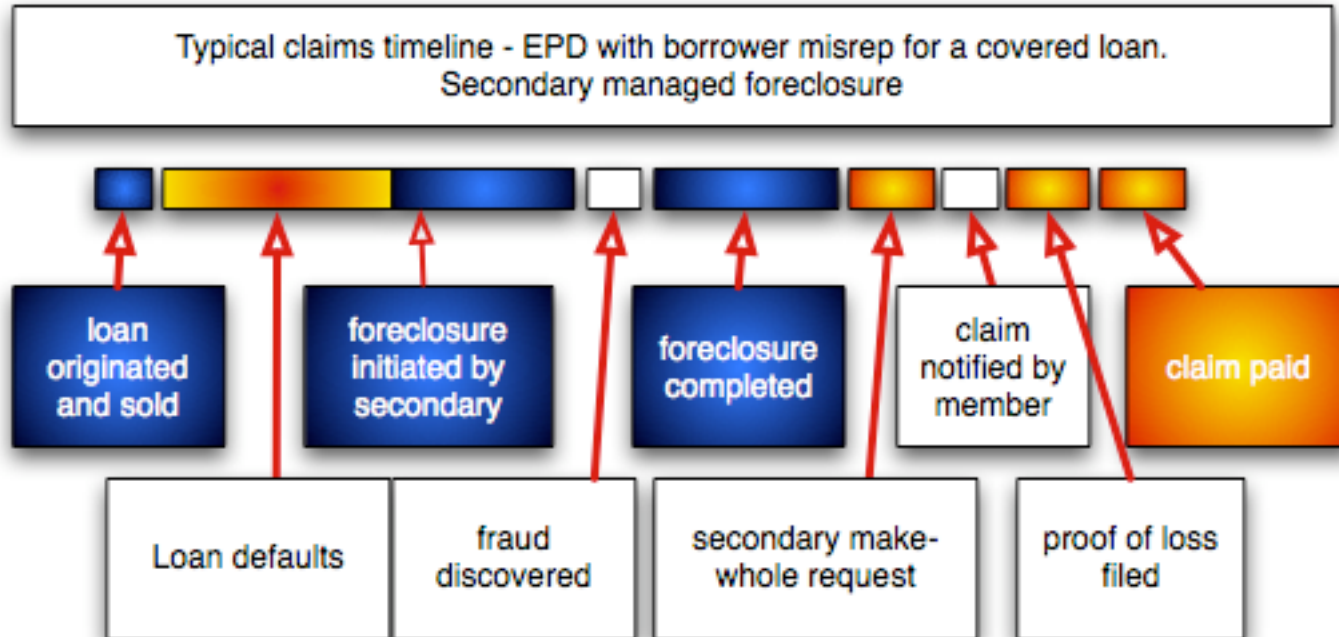 Typical claims timeline - EPD with borrower misrep for a covered loan.
Secondary managed foreclosure
loan
originated
and sold
foreclosure
initiated by
secondary
foreclosure
completed
claim
notified by
member
claim paid
Loan defaults
fraud
discovered
secondary make-
whole request
proof of loss
filed